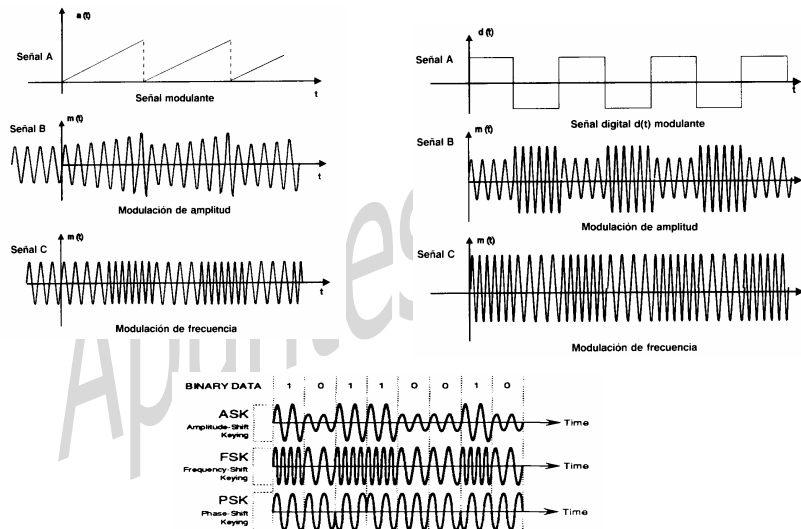 a (t)
Señal A
t
Señal modulante
Señal B
m (t)
t
Modulación de amplitud
Señal C
m (t)
t
Modulación de frecuencia
d (t)
Señal A
t
Señal digital d(t) modulante
Señal B
m (t)
t
Modulación de amplitud
Señal C
m (t)
Modulación de frecuencia
BINARY DATA 1 0 1 1 0 0 1 0
ASK
Amplitude-Shift
Keying
Time
FSK
Frequency-Shift
Keying
Time
PSK
Phase-Shift
Keying
Time
Apuntes